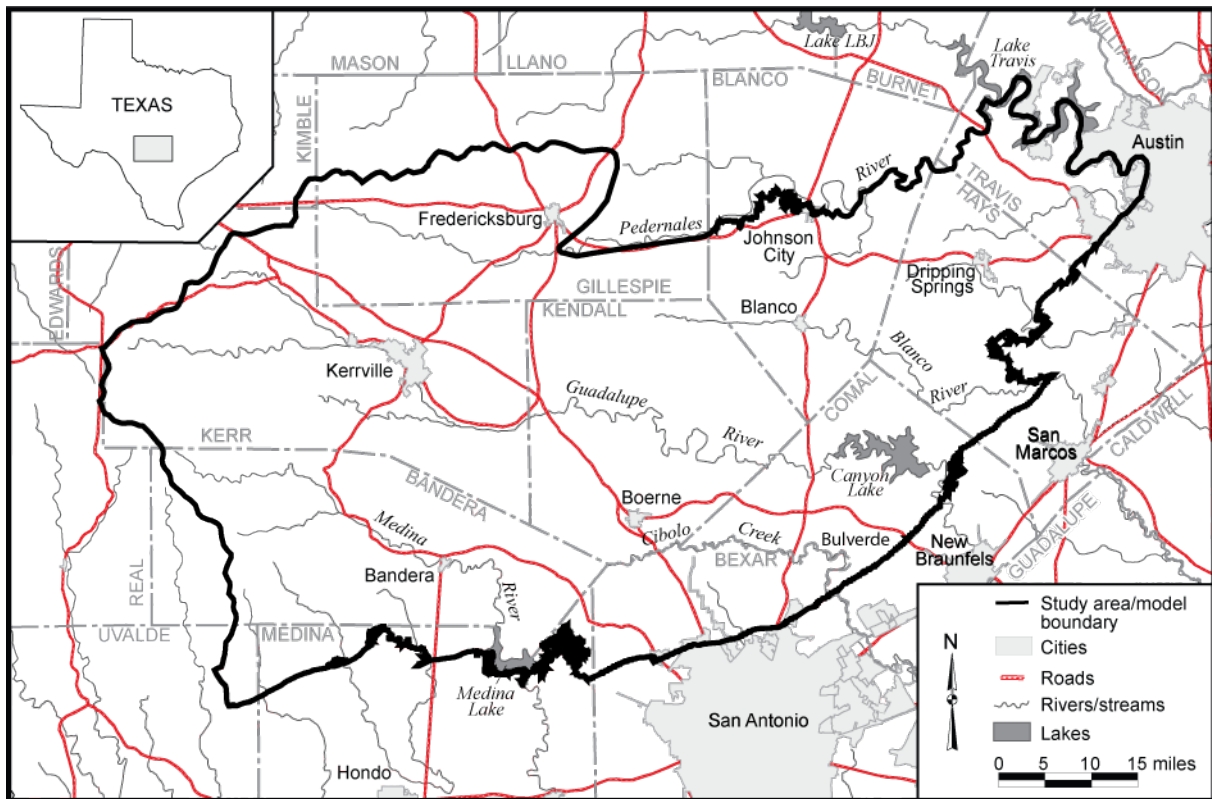 TEXAS
MASON
LLANO
Lake LBJ
BLANCO
BURNET
Lake
Travis
WILLIAMSON
KIMBLE
Austin
River
TRAVIS
HAYS
Fredericksburg
Pedernales
Johnson
City
Dripping
Springs
EDWARDS
GILLESPIE
KENDALL
Blanco
Blanco
River
Kerrville
Guadalupe
River
COMAL
CALDWELL
San
Marcos
KERR
BANDERA
Canyon
Lake
GUADALUPE
Boerne
Medina
River
Cibolo
Creek
Bulverde
BEXAR
New
Braunfels
Bandera
REAL
UVALDE
MEDINA
Medina
Lake
San Antonio
Hondo
N
Study area/model
boundary
Cities
Roads
Rivers/streams
Lakes
0 5 10 15 miles